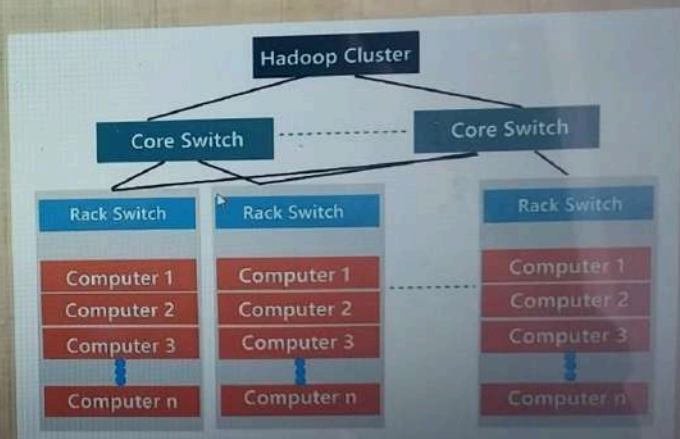 Hadoop Cluster
Core Switch
Core Switch
Rack Switch
Rack Switch
Rack Switch
Computer 1
Computer 2
Computer 3
Computer n
Computer 1
Computer 2
Computer 3
Computer n
Computer 1
Computer 2
Computer 3
Computer n